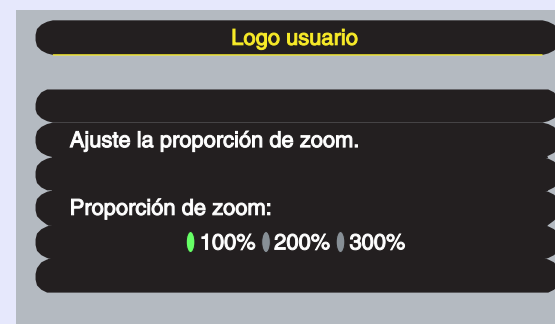 Logo usuario
Ajuste la proporción de zoom.
Proporción de zoom:
100% 200% 300%